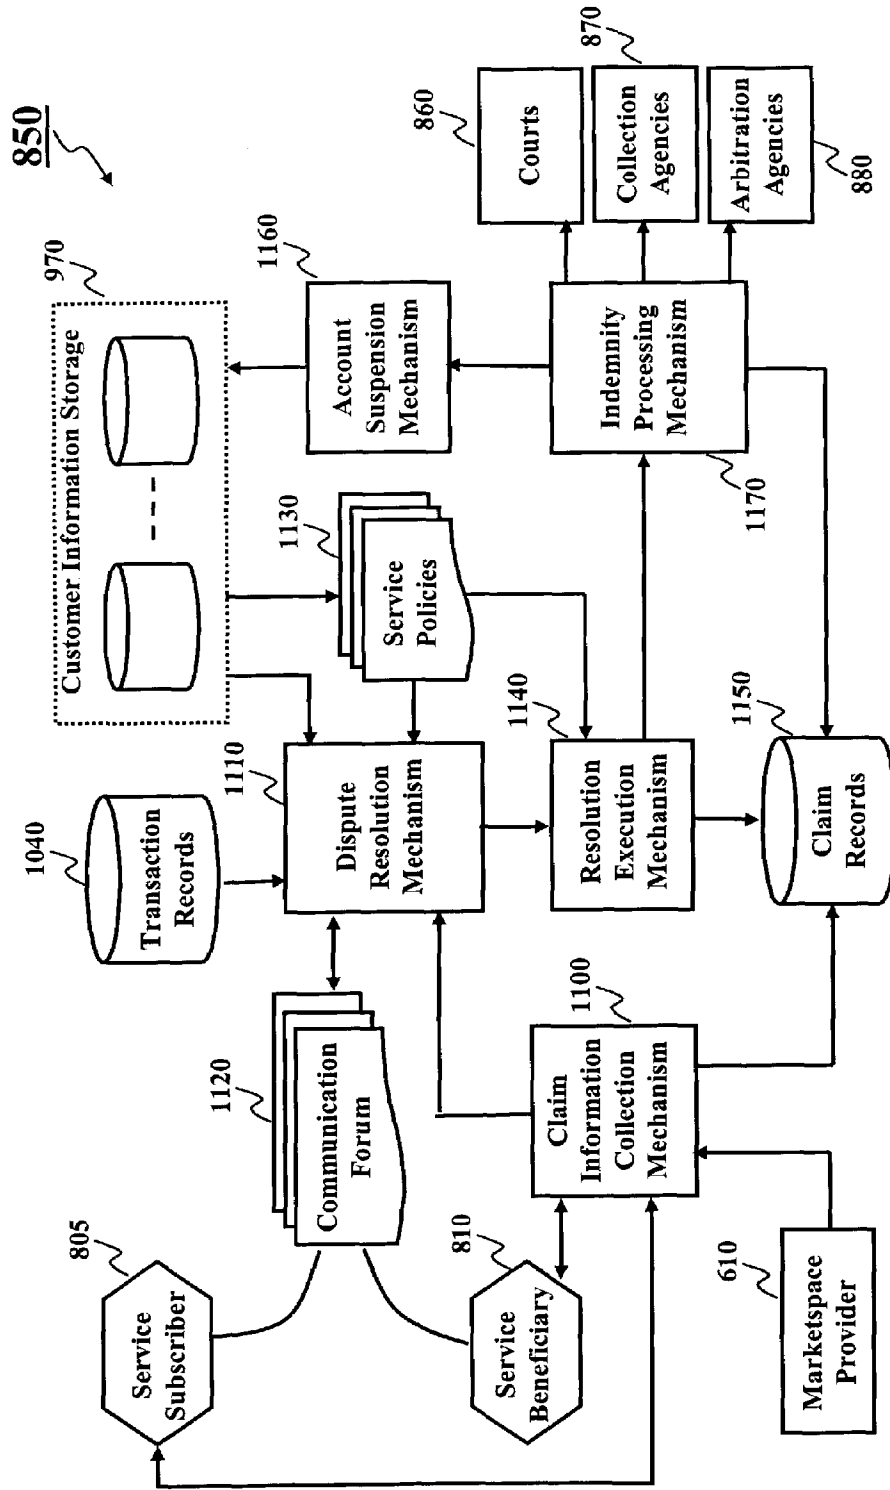 850
805
Service
Subscriber
1120
Communication
Forum
1040
Transaction
Records
1110
Dispute
Resolution
Mechanism
Customer Information Storage
970
1130
Service
Policies
1160
Account
Suspension
Mechanism
860
Courts
870
Collection
Agencies
Arbitration
Agencies
880
810
Service
Beneficiary
1100
Claim
Information
Collection
Mechanism
1140
Resolution
Execution
Mechanism
Indemnity
Processing
Mechanism
1170
610
Marketspace
Provider
1150
Claim
Records